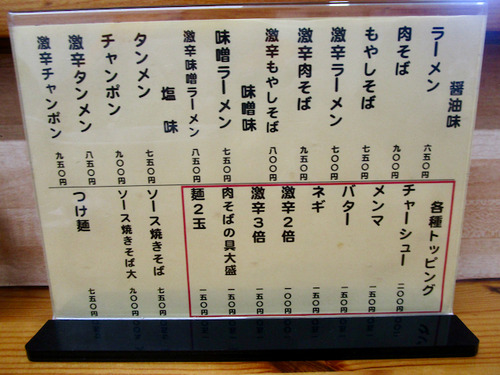 醤油味
ラーメン 六五〇円
肉そば 九〇〇円
もやしそば 七五〇円
激辛ラーメン 七〇〇円
激辛肉そば 九五〇円
激辛もやしそば 八〇〇円
味噌味
味噌ラーメン 七五〇円
激辛味噌ラーメン 八五〇円
塩味
タンメン 七五〇円
チャンポン 九〇〇円
激辛タンメン 八五〇円
激辛チャンポン 九五〇円
各種トッピング
チャーシュー 二〇〇円
メンマ 一五〇円
バター 一五〇円
ネギ 一五〇円
激辛2倍 一〇〇円
激辛3倍 一五〇円
肉そばの具大盛 一五〇円
麺2玉 一五〇円
ソース焼きそば 七五〇円
ソース焼きそば大 九〇〇円
つけ麺 七五〇円